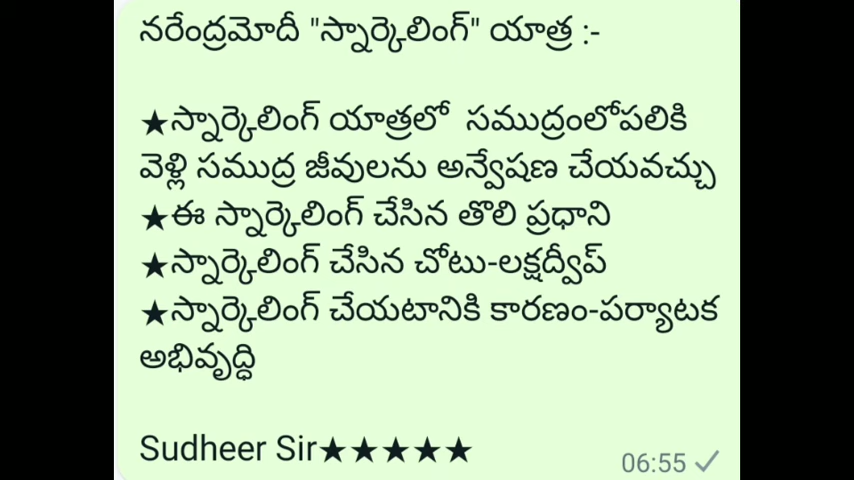 నరేంద్రమోదీ "స్నార్కెలింగ్" యాత్ర :-
★స్నార్కెలింగ్ యాత్రలో సముద్రంలోపలికి
వెళ్లి సముద్ర జీవులను అన్వేషణ చేయవచ్చు
★ఈ స్నార్కెలింగ్ చేసిన తొలి ప్రధాని
★స్నార్కెలింగ్ చేసిన చోటు-లక్షద్వీప్
★స్నార్కెలింగ్ చేయటానికి కారణం-పర్యాటక
అభివృద్ధి
Sudheer Sir★★★★★
06:55 ✓